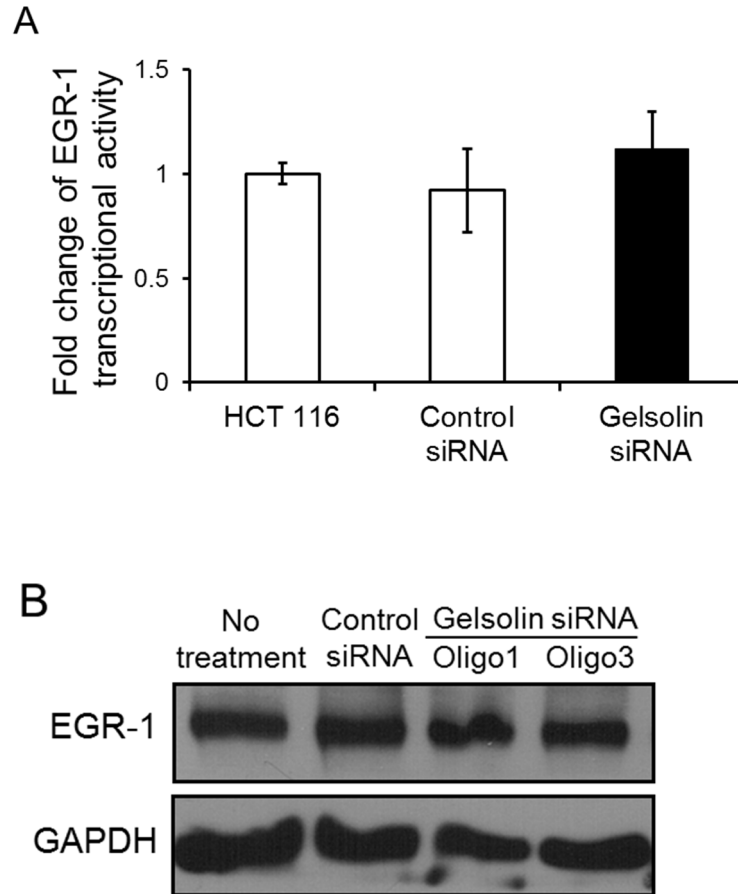 A
Fold change of EGR-1
transcriptional activity
1.5
1
0.5
0
HCT 116
Control
siRNA
Gelsolin
siRNA
B
No
treatment
Control
siRNA
Gelsolin siRNA
Oligo1
Oligo3
EGR-1
GAPDH